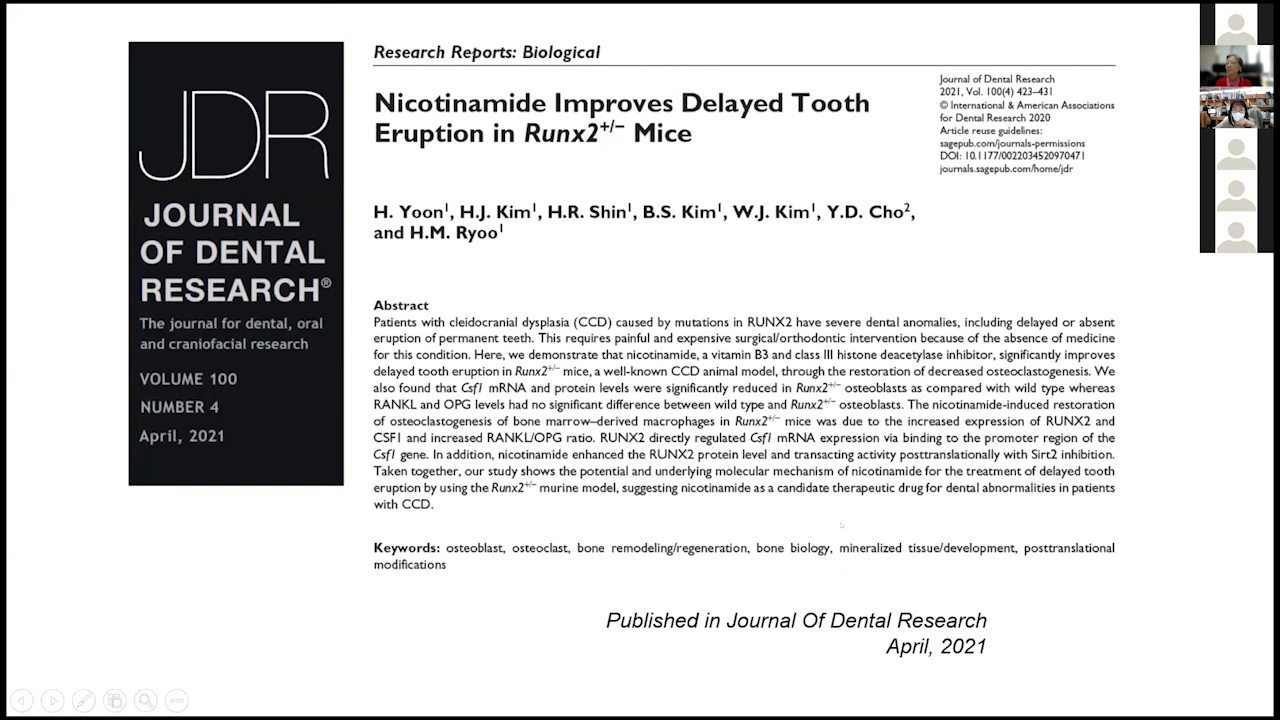 JDR
JOURNAL
OF DENTAL
RESEARCH®
The journal for dental, oral
and craniofacial research
VOLUME 100
NUMBER 4
April, 2021
Research Reports: Biological
Nicotinamide Improves Delayed Tooth
Eruption in Runx2+/− Mice
Journal of Dental Research
2021, Vol. 100(4) 423–431
© International & American Associations
for Dental Research 2020
Article reuse guidelines:
sagepub.com/journals-permissions
DOI: 10.1177/0022034520970471
journals.sagepub.com/home/jdr
H. Yoon1, H.J. Kim1, H.R. Shin1, B.S. Kim1, W.J. Kim1, Y.D. Cho2,
and H.M. Ryoo1
Abstract
Patients with cleidocranial dysplasia (CCD) caused by mutations in RUNX2 have severe dental anomalies, including delayed or absent
eruption of permanent teeth. This requires painful and expensive surgical/orthodontic intervention because of the absence of medicine
for this condition. Here, we demonstrate that nicotinamide, a vitamin B3 and class III histone deacetylase inhibitor, significantly improves
delayed tooth eruption in Runx2+/− mice, a well-known CCD animal model, through the restoration of decreased osteoclastogenesis. We
also found that Csf1 mRNA and protein levels were significantly reduced in Runx2+/− osteoblasts as compared with wild type whereas
RANKL and OPG levels had no significant difference between wild type and Runx2+/− osteoblasts. The nicotinamide-induced restoration
of osteoclastogenesis of bone marrow–derived macrophages in Runx2+/− mice was due to the increased expression of RUNX2 and
CSF1 and increased RANKL/OPG ratio. RUNX2 directly regulated Csf1 mRNA expression via binding to the promoter region of the
Csf1 gene. In addition, nicotinamide enhanced the RUNX2 protein level and transacting activity posttranslationally with Sirt2 inhibition.
Taken together, our study shows the potential and underlying molecular mechanism of nicotinamide for the treatment of delayed tooth
eruption by using the Runx2+/− murine model, suggesting nicotinamide as a candidate therapeutic drug for dental abnormalities in patients
with CCD.
Keywords: osteoblast, osteoclast, bone remodeling/regeneration, bone biology, mineralized tissue/development, posttranslational
modifications
Published in Journal Of Dental Research
April, 2021